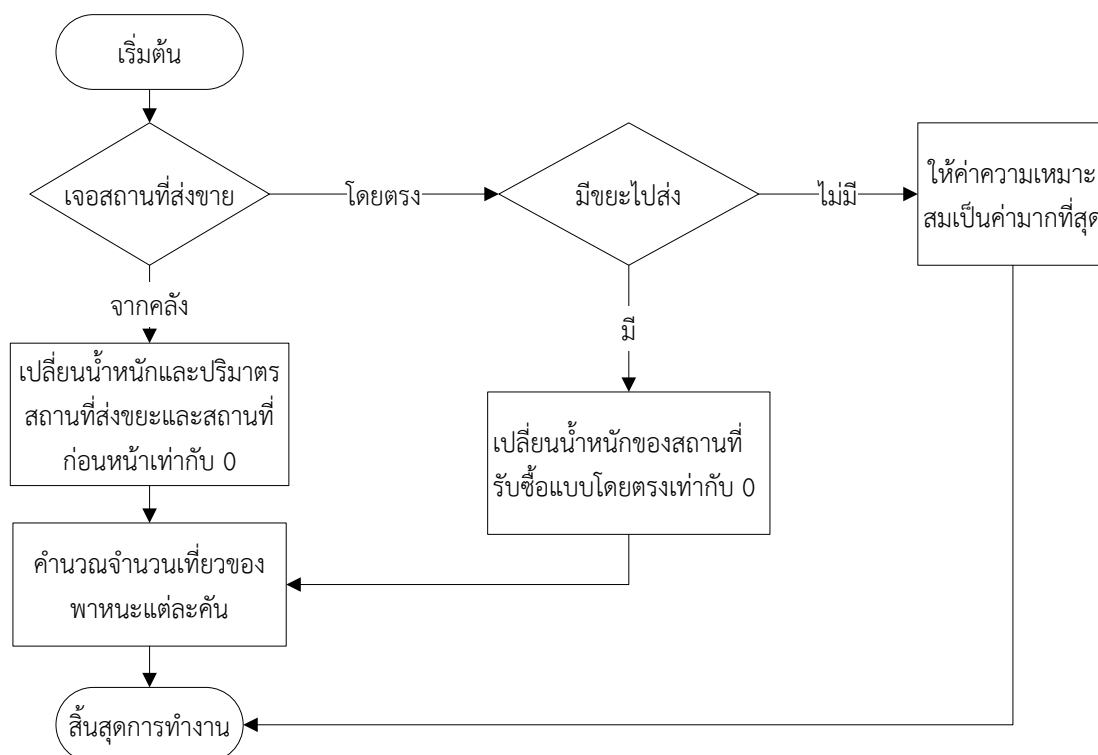 เริ่มต้น
เจอสถานที่ส่งขาย
โดยตรง
มีขยะไปส่ง
ไม่มี
ให้ค่าความเหมาะ
สมเป็นค่ามากที่สุด
จากคลัง
มี
เปลี่ยนน้ำหนักและปริมาตร
สถานที่ส่งขยะและสถานที่
ก่อนหน้าเท่ากับ 0
เปลี่ยนน้ำหนักของสถานที่
รับซื้อแบบโดยตรงเท่ากับ 0
คำนวณจำนวนเที่ยวของ
พาหนะแต่ละคัน
สิ้นสุดการทำงาน